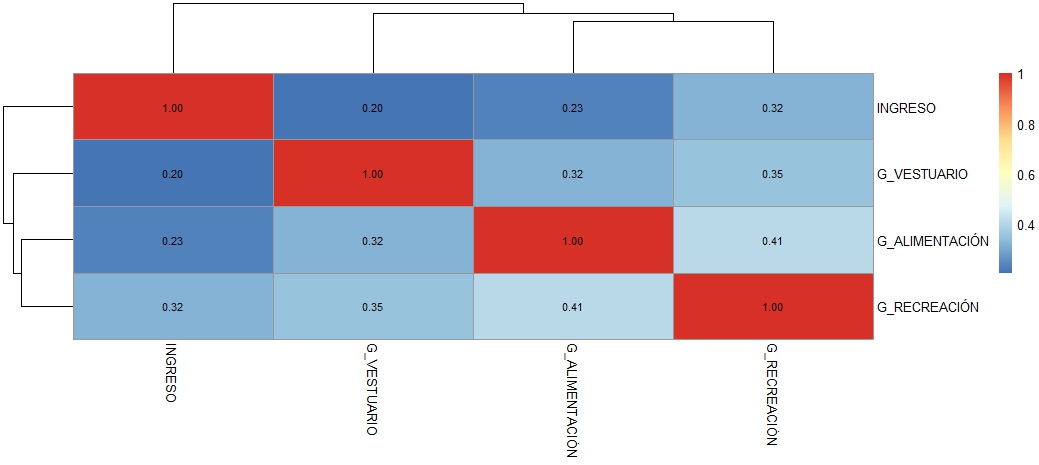 1.00 0.20 0.23 0.32 INGRESO
0.20 1.00 0.32 0.35 G_VESTUARIO
0.23 0.32 1.00 0.41 G_ALIMENTACIÓN
0.32 0.35 0.41 1.00 G_RECREACIÓN
INGRESO
G_VESTUARIO
G_ALIMENTACIÓN
G_RECREACIÓN
1
0.8
0.6
0.4